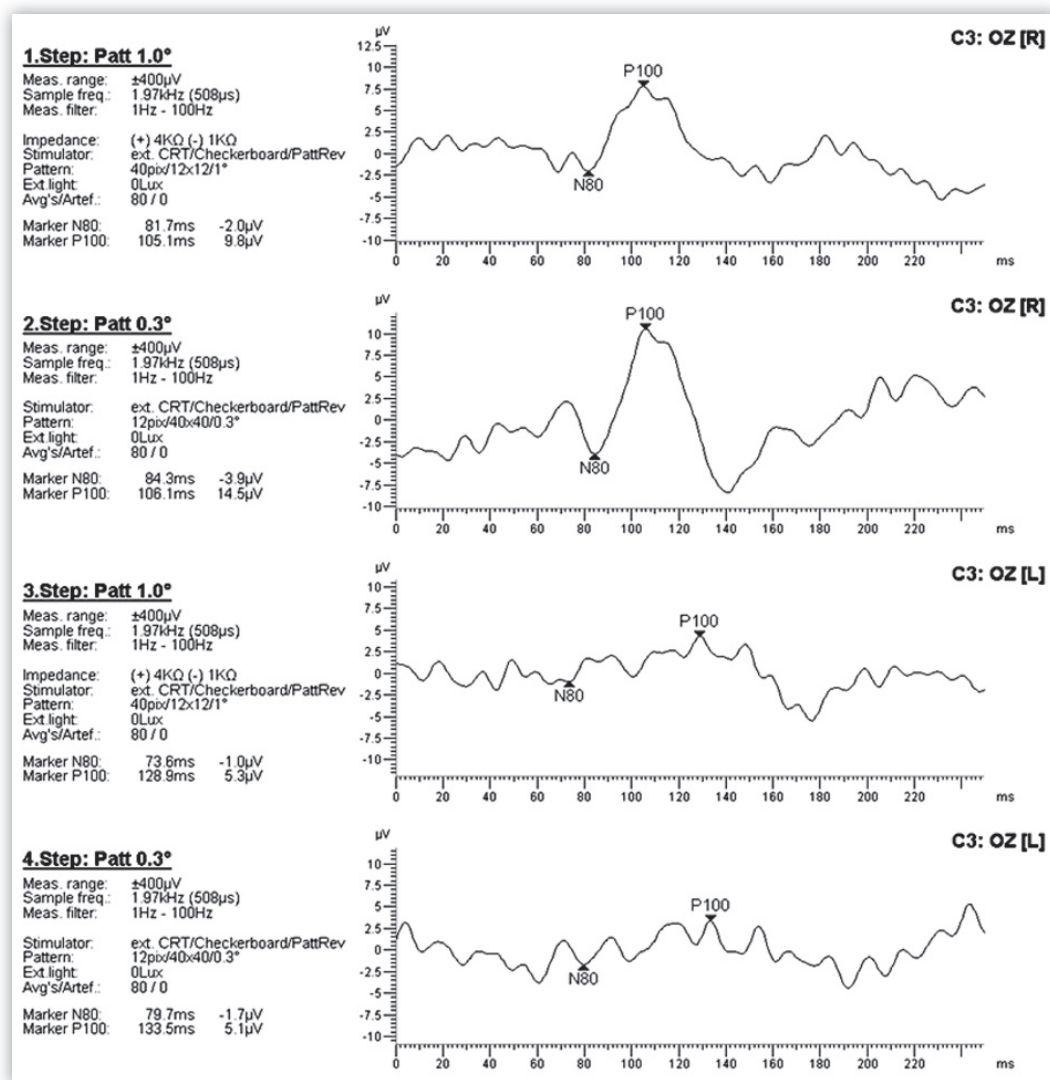 1.Step: Patt 1.0°
Meas. range: ±400µV
Sample freq.: 1.97kHz (508µs)
Meas. filter: 1Hz - 100Hz
Impedance: (+) 4KΩ (-) 1KΩ
Stimulator: ext. CRT/Checkerboard/PattRev
Pattern: 40pix/12x12/1°
Ext.light: 0Lux
Avg's/Artef.: 80 / 0
Marker N80: 81.7ms -2.0µV
Marker P100: 105.1ms 9.8µV
µV
C3: OZ [R]
12.5
10
7.5
5
2.5
0
-2.5
-5
-7.5
-10
P100
N80
0 20 40 60 80 100 120 140 160 180 200 220 ms
2.Step: Patt 0.3°
Meas. range: ±400µV
Sample freq.: 1.97kHz (508µs)
Meas. filter: 1Hz - 100Hz
Stimulator: ext. CRT/Checkerboard/PattRev
Pattern: 12pix/40x40/0.3°
Ext.light: 0Lux
Avg's/Artef.: 80 / 0
Marker N80: 84.3ms -3.9µV
Marker P100: 106.1ms 14.5µV
µV
C3: OZ [R]
10
7.5
5
2.5
0
-2.5
-5
-7.5
-10
P100
N80
0 20 40 60 80 100 120 140 160 180 200 220 ms
3.Step: Patt 1.0°
Meas. range: ±400µV
Sample freq.: 1.97kHz (508µs)
Meas. filter: 1Hz - 100Hz
Impedance: (+) 4KΩ (-) 1KΩ
Stimulator: ext. CRT/Checkerboard/PattRev
Pattern: 40pix/12x12/1°
Ext.light: 0Lux
Avg's/Artef.: 80 / 0
Marker N80: 73.6ms -1.0µV
Marker P100: 128.9ms 5.3µV
µV
C3: OZ [L]
10
7.5
5
2.5
0
-2.5
-5
-7.5
-10
P100
N80
0 20 40 60 80 100 120 140 160 180 200 220 ms
4.Step: Patt 0.3°
Meas. range: ±400µV
Sample freq.: 1.97kHz (508µs)
Meas. filter: 1Hz - 100Hz
Stimulator: ext. CRT/Checkerboard/PattRev
Pattern: 12pix/40x40/0.3°
Ext.light: 0Lux
Avg's/Artef.: 80 / 0
Marker N80: 79.7ms -1.7µV
Marker P100: 133.5ms 5.1µV
µV
C3: OZ [L]
10
7.5
5
2.5
0
-2.5
-5
-7.5
-10
P100
N80
0 20 40 60 80 100 120 140 160 180 200 220 ms